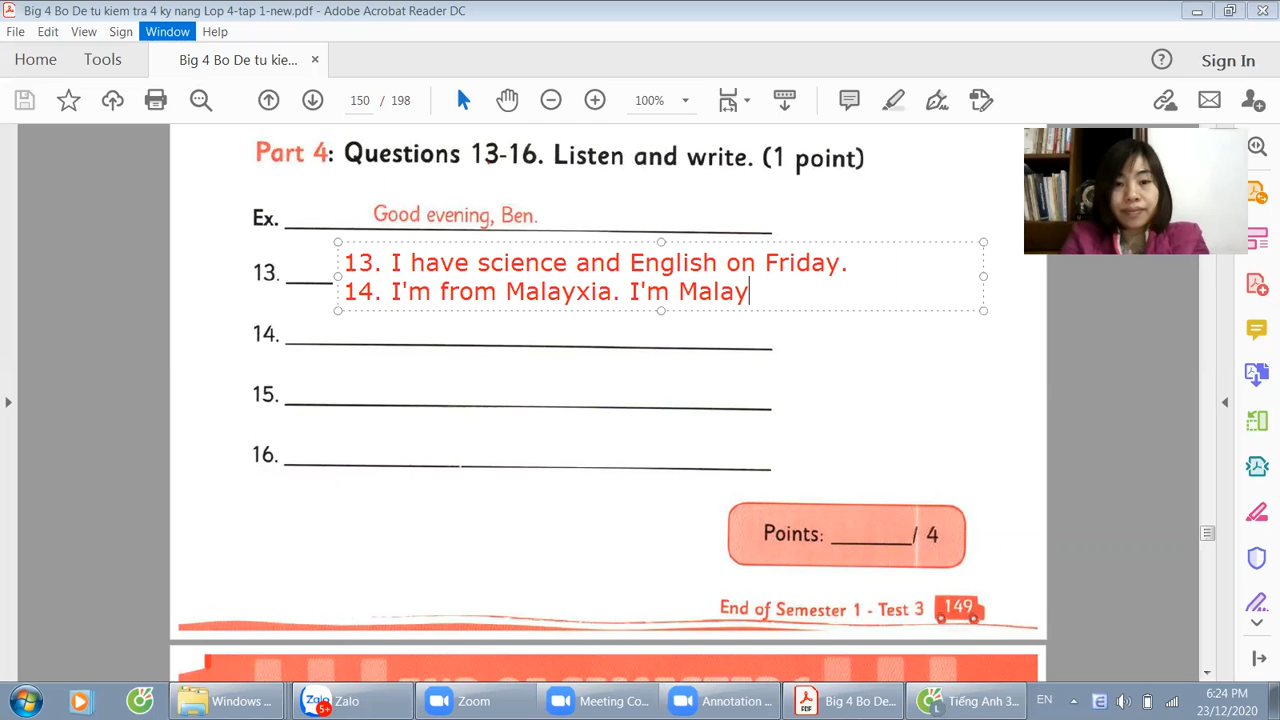 Big 4 Bo De tu kiem tra 4 ky nang Lop 4-tap 1-new.pdf - Adobe Acrobat Reader DC
File Edit View Sign Window Help
Home Tools Big 4 Bo De tu kie... × Sign In
150 / 198 100%
Part 4: Questions 13-16. Listen and write. (1 point)
Ex. Good evening, Ben.
13. 13. I have science and English on Friday.
14. I'm from Malayxia. I'm Malay
14.
15.
16.
Points: / 4
End of Semester 1 - Test 3 149
Windows ... Zalo Zoom Meeting Co... Annotation ... Big 4 Bo De... Tiếng Anh 3... EN 6:24 PM
23/12/2020